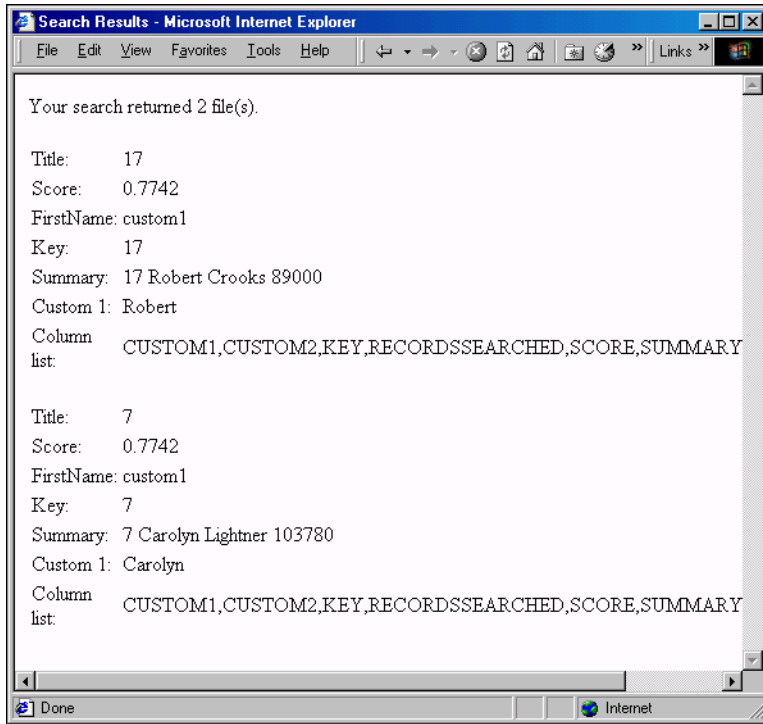 Search Results - Microsoft Internet Explorer
File Edit View Favorites Tools Help » Links »
Your search returned 2 file(s).
Title: 17
Score: 0.7742
FirstName: custom1
Key: 17
Summary: 17 Robert Crooks 89000
Custom 1: Robert
Column list: CUSTOM1,CUSTOM2,KEY,RECORDSSEARCHED,SCORE,SUMMARY
Title: 7
Score: 0.7742
FirstName: custom1
Key: 7
Summary: 7 Carolyn Lightner 103780
Custom 1: Carolyn
Column list: CUSTOM1,CUSTOM2,KEY,RECORDSSEARCHED,SCORE,SUMMARY
Done Internet